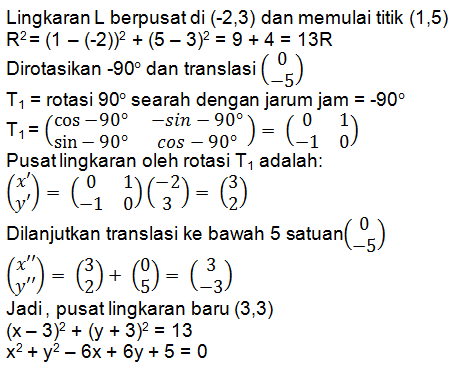 Lingkaran L berpusat di (-2,3) dan memulai titik (1,5)
R² = (1 – (-2))² + (5 – 3)² = 9 + 4 = 13R
Dirotasikan -90° dan translasi (0 −5)
T₁ = rotasi 90° searah dengan jarum jam = -90°
T₁ = (cos −90° −sin −90° sin −90° cos −90°) = (0 1 −1 0)
Pusat lingkaran oleh rotasi T₁ adalah:
(x′ y′) = (0 1 −1 0)(−2 3) = (3 2)
Dilanjutkan translasi ke bawah 5 satuan(0 −5)
(x′′ y′′) = (3 2) + (0 5) = (3 −3)
Jadi, pusat lingkaran baru (3,3)
(x – 3)² + (y + 3)² = 13
x² + y² – 6x + 6y + 5 = 0